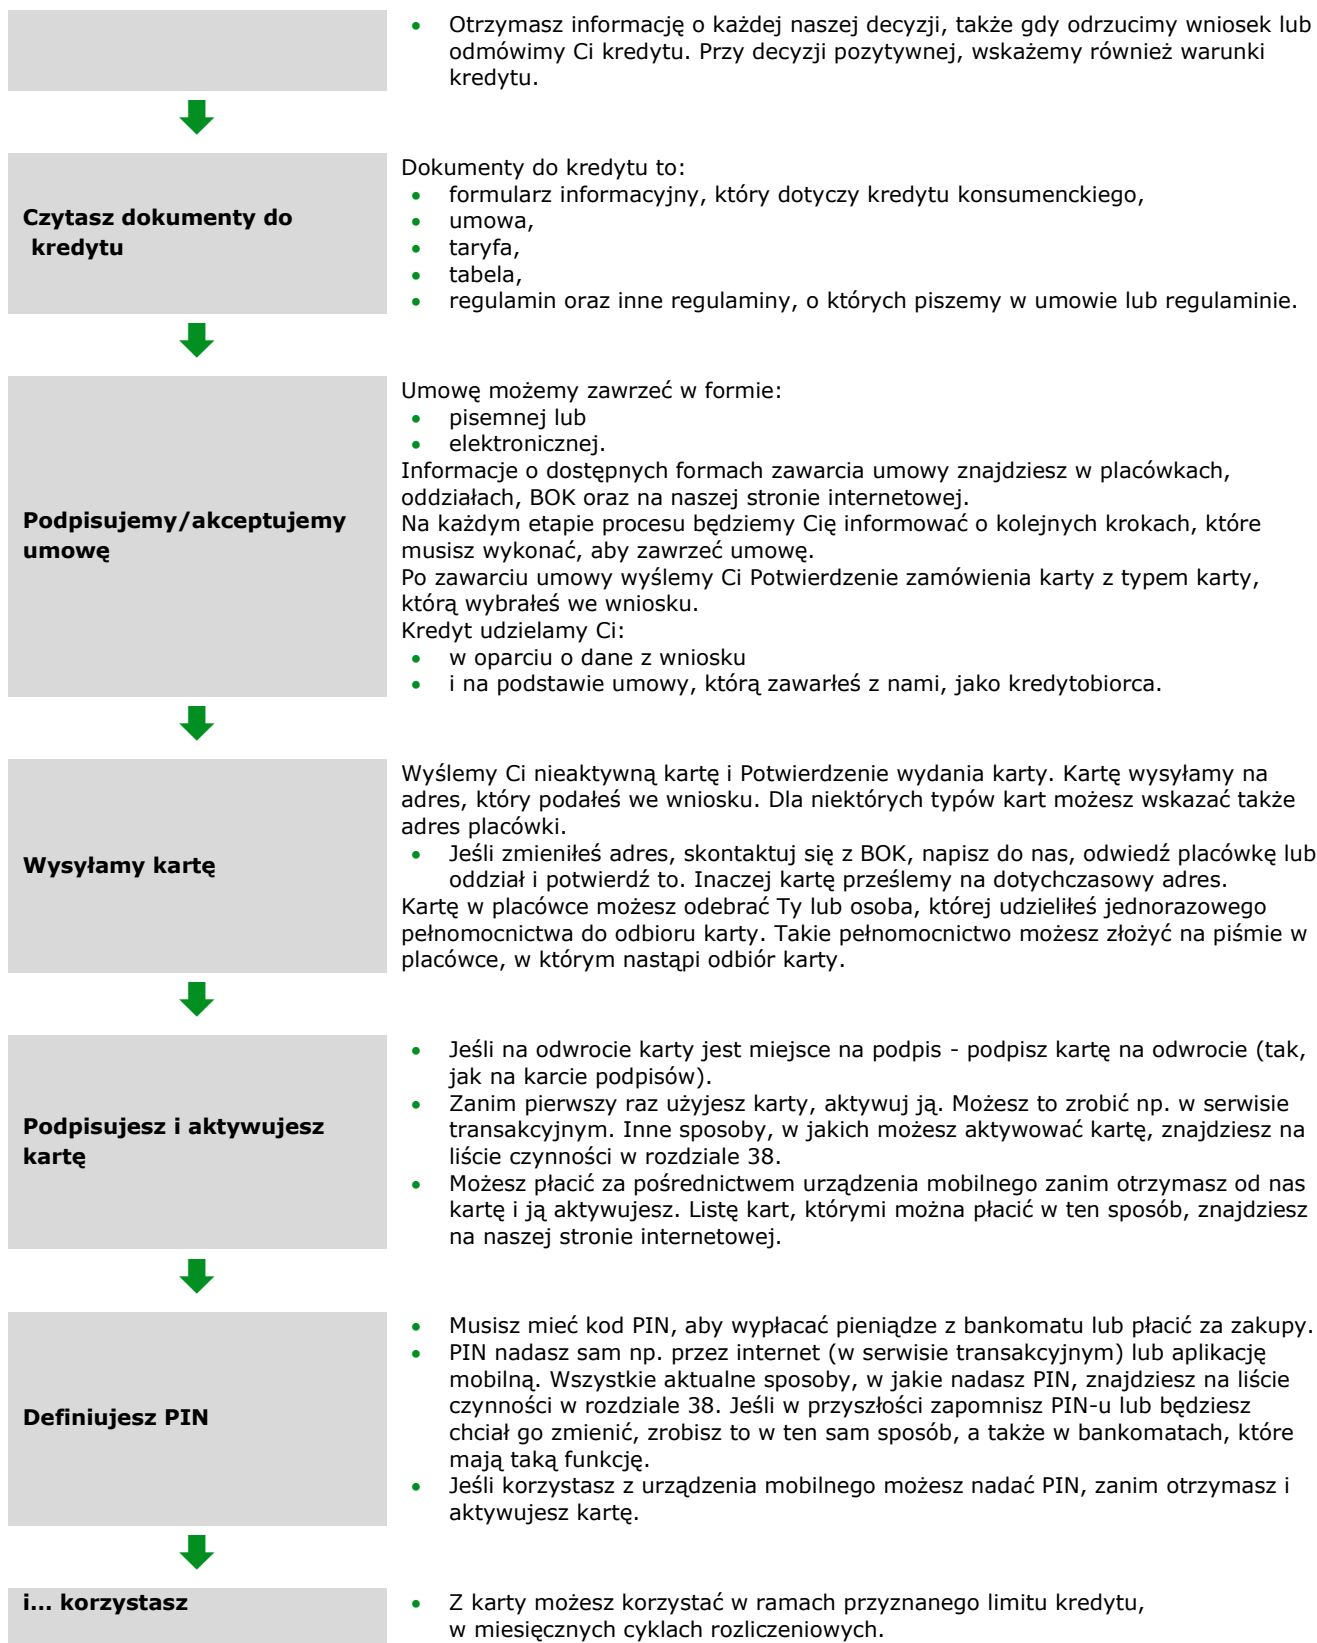 • Otrzymasz informację o każdej naszej decyzji, także gdy odrzucimy wniosek lub
odmówimy Ci kredytu. Przy decyzji pozytywnej, wskażemy również warunki
kredytu.
Czytasz dokumenty do
kredytu
Dokumenty do kredytu to:
• formularz informacyjny, który dotyczy kredytu konsumenckiego,
• umowa,
• taryfa,
• tabela,
• regulamin oraz inne regulaminy, o których piszemy w umowie lub regulaminie.
Podpisujemy/akceptujemy
umowę
Umowę możemy zawrzeć w formie:
• pisemnej lub
• elektronicznej.
Informacje o dostępnych formach zawarcia umowy znajdziesz w placówkach,
oddziałach, BOK oraz na naszej stronie internetowej.
Na każdym etapie procesu będziemy Cię informować o kolejnych krokach, które
musisz wykonać, aby zawrzeć umowę.
Po zawarciu umowy wyślemy Ci Potwierdzenie zamówienia karty z typem karty,
którą wybrałeś we wniosku.
Kredyt udzielamy Ci:
• w oparciu o dane z wniosku
• i na podstawie umowy, którą zawarłeś z nami, jako kredytobiorca.
Wysyłamy kartę
Wyślemy Ci nieaktywną kartę i Potwierdzenie wydania karty. Kartę wysyłamy na
adres, który podałeś we wniosku. Dla niektórych typów kart możesz wskazać także
adres placówki.
• Jeśli zmieniłeś adres, skontaktuj się z BOK, napisz do nas, odwiedź placówkę lub
oddział i potwierdź to. Inaczej kartę prześlemy na dotychczasowy adres.
Kartę w placówce możesz odebrać Ty lub osoba, której udzieliłeś jednorazowego
pełnomocnictwa do odbioru karty. Takie pełnomocnictwo możesz złożyć na piśmie w
placówce, w którym nastąpi odbiór karty.
Podpisujesz i aktywujesz
kartę
• Jeśli na odwrocie karty jest miejsce na podpis - podpisz kartę na odwrocie (tak,
jak na karcie podpisów).
• Zanim pierwszy raz użyjesz karty, aktywuj ją. Możesz to zrobić np. w serwisie
transakcyjnym. Inne sposoby, w jakich możesz aktywować kartę, znajdziesz na
liście czynności w rozdziale 38.
• Możesz płacić za pośrednictwem urządzenia mobilnego zanim otrzymasz od nas
kartę i ją aktywujesz. Listę kart, którymi można płacić w ten sposób, znajdziesz
na naszej stronie internetowej.
Definiujesz PIN
• Musisz mieć kod PIN, aby wypłacać pieniądze z bankomatu lub płacić za zakupy.
• PIN nadasz sam np. przez internet (w serwisie transakcyjnym) lub aplikację
mobilną. Wszystkie aktualne sposoby, w jakie nadasz PIN, znajdziesz na liście
czynności w rozdziale 38. Jeśli w przyszłości zapomnisz PIN-u lub będziesz
chciał go zmienić, zrobisz to w ten sam sposób, a także w bankomatach, które
mają taką funkcję.
• Jeśli korzystasz z urządzenia mobilnego możesz nadać PIN, zanim otrzymasz i
aktywujesz kartę.
i… korzystasz
• Z karty możesz korzystać w ramach przyznanego limitu kredytu,
w miesięcznych cyklach rozliczeniowych.